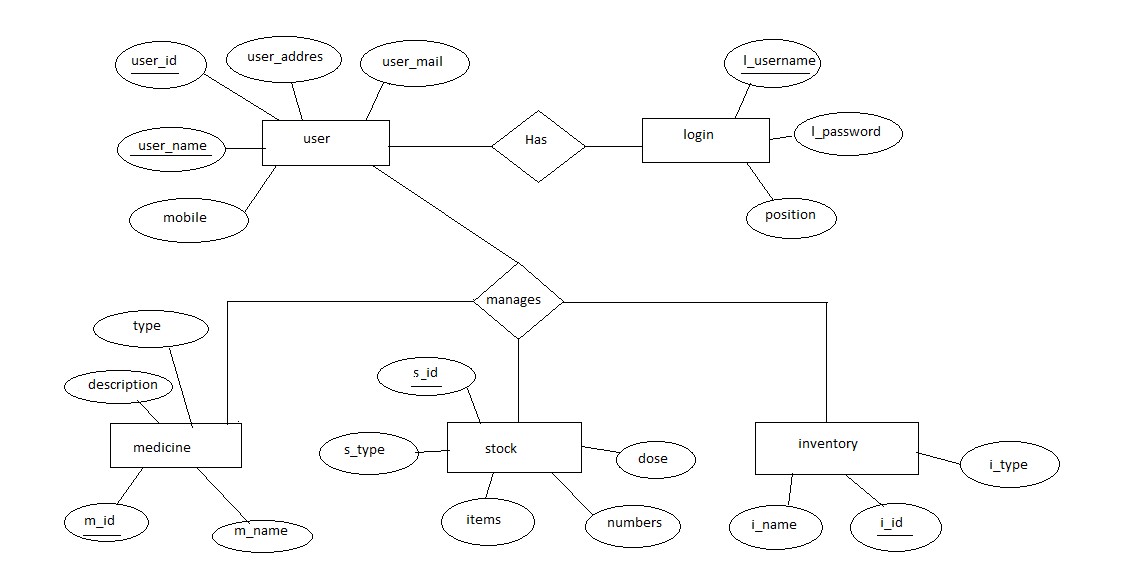 user_id
user_addres
user_mail
l_username
user_name
user
Has
login
l_password
mobile
position
manages
type
description
s_id
medicine
s_type
stock
dose
inventory
i_type
m_id
m_name
items
numbers
i_name
i_id